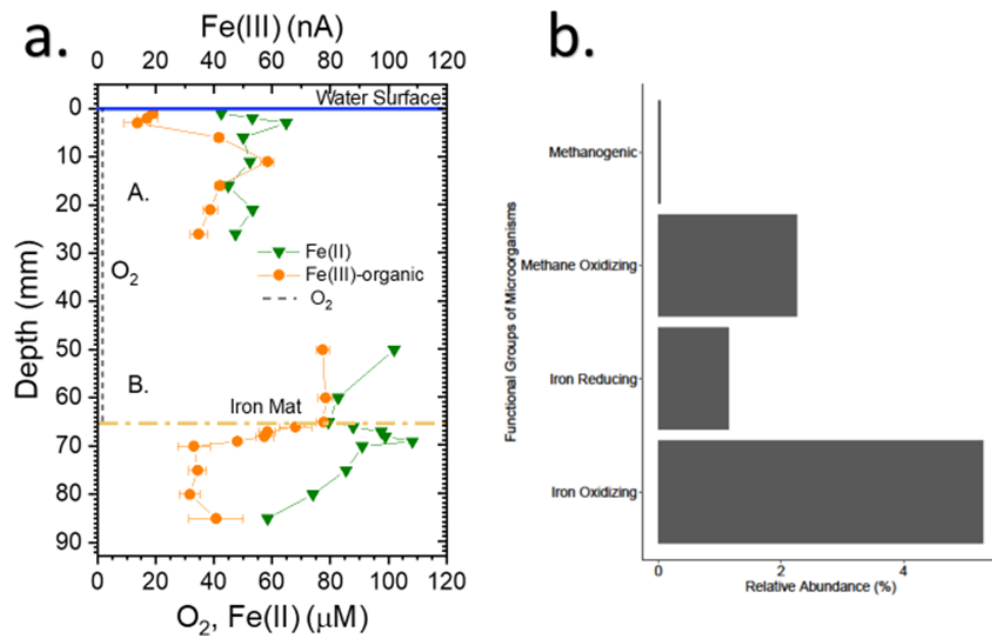 a.
Fe(III) (nA)
0 20 40 60 80 100 120
Water Surface
0
10
20
30
40
50
60
70
80
90
Depth (mm)
A.
O₂
Fe(II)
Fe(III)-organic
O₂
B.
Iron Mat
0 20 40 60 80 100 120
O₂, Fe(II) (μM)
b.
Functional Groups of Microorganisms
Methanogenic
Methane Oxidizing
Iron Reducing
Iron Oxidizing
0 2 4
Relative Abundance (%)